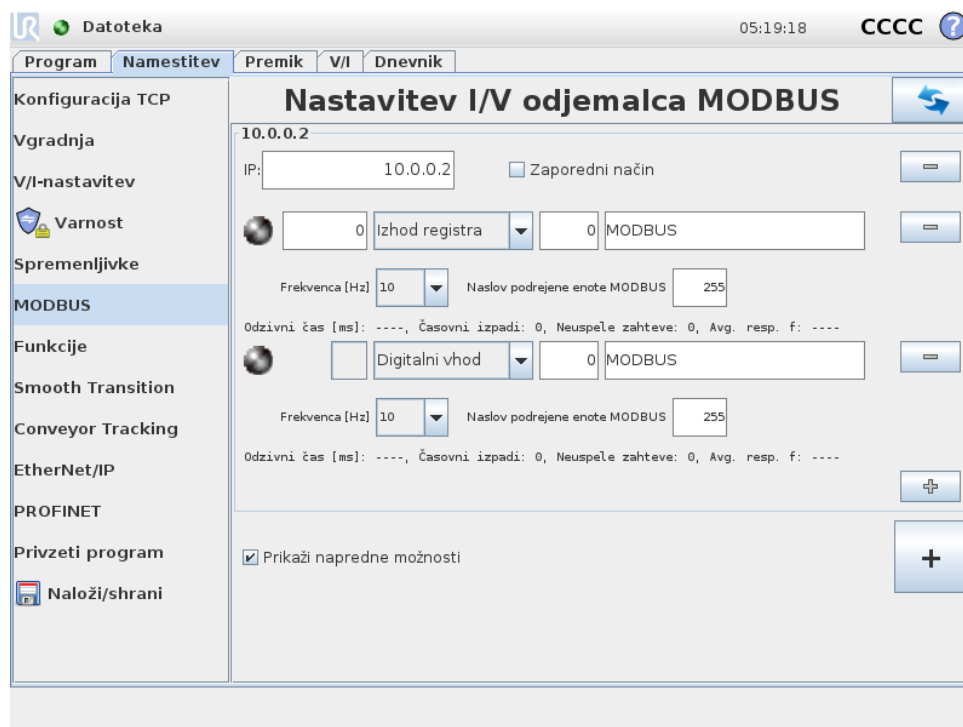 UR Datoteka 05:19:18 CCCC ?
Program Namestitev Premik V/I Dnevnik
Konfiguracija TCP
Vgradnja
V/I-nastavitev
Varnost
Spremenljivke
MODBUS
Funkcije
Smooth Transition
Conveyor Tracking
EtherNet/IP
PROFINET
Privzeti program
Naloži/shrani
Nastavitev I/V odjemalca MODBUS
10.0.0.2
IP: 10.0.0.2 Zaporedni način
0 Izhod registra 0 MODBUS
Frekvenca [Hz] 10 Naslov podrejene enote MODBUS 255
Odzivni čas [ms]: ----, Časovni izpadi: 0, Neuspele zahteve: 0, Avg. resp. f: ----
Digitalni vhod 0 MODBUS
Frekvenca [Hz] 10 Naslov podrejene enote MODBUS 255
Odzivni čas [ms]: ----, Časovni izpadi: 0, Neuspele zahteve: 0, Avg. resp. f: ----
Prikaži napredne možnosti